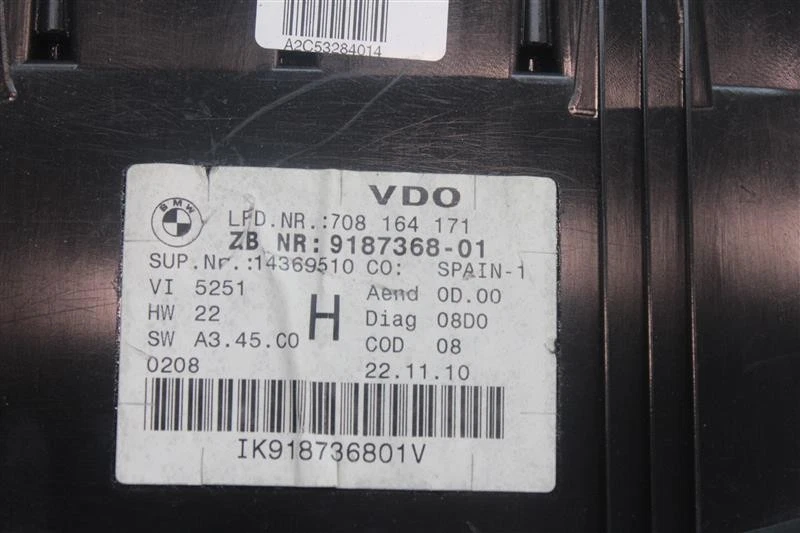 A2C53284014
BMW
VDO
LFD.NR.:708 164 171
ZB NR:9187368-01
SUP.Nr.:14369510 CO: SPAIN-1
VI 5251
Aend 0D.00
HW 22
H
Diag 08D0
SW A3.45.C0
COD 08
0208
22.11.10
IK918736801V